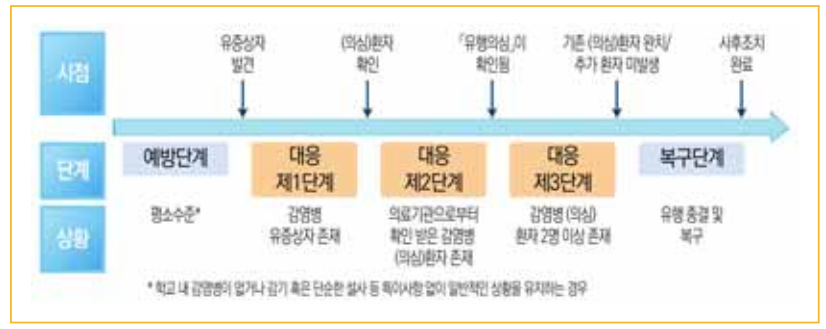 시점
유증상자
발견
(의심)환자
확인
「유행의심」이
확인됨
기존 (의심)환자 완치/
추가 환자 미발생
사후조치
완료
단계
예방단계
대응
제1단계
대응
제2단계
대응
제3단계
복구단계
상황
평소수준*
감염병
유증상자 존재
의료기관으로부터
확인 받은 감염병
(의심)환자 존재
감염병 (의심)
환자 2명 이상 존재
유행 종결 및
복구
* 학교 내 감염병이 없거나 감기 혹은 단순한 설사 등 특이사항 없이 일반적인 상황을 유지하는 경우